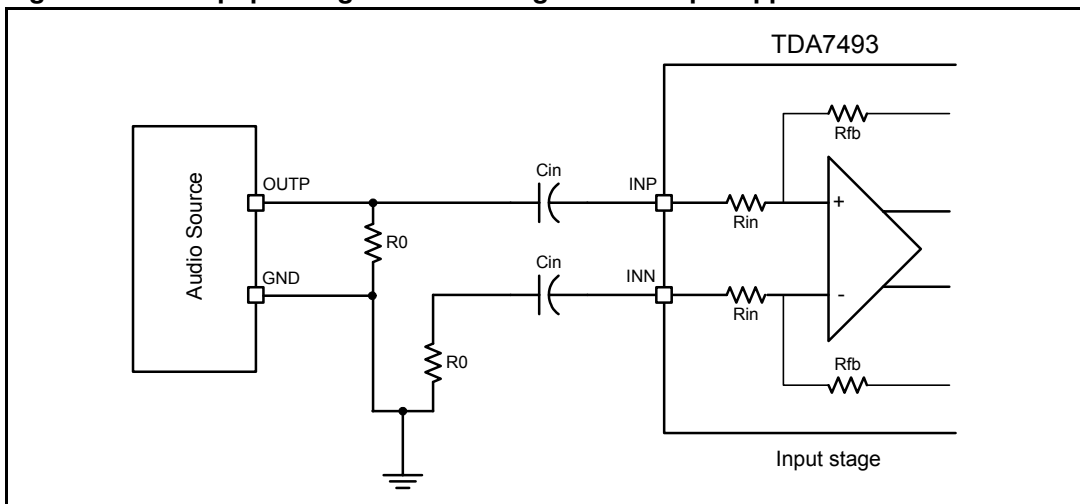 TDA7493
Rfb
Audio Source
OUTP
Cin
INP
Rin
+
R0
GND
Cin
INN
Rin
-
R0
Rfb
Input stage